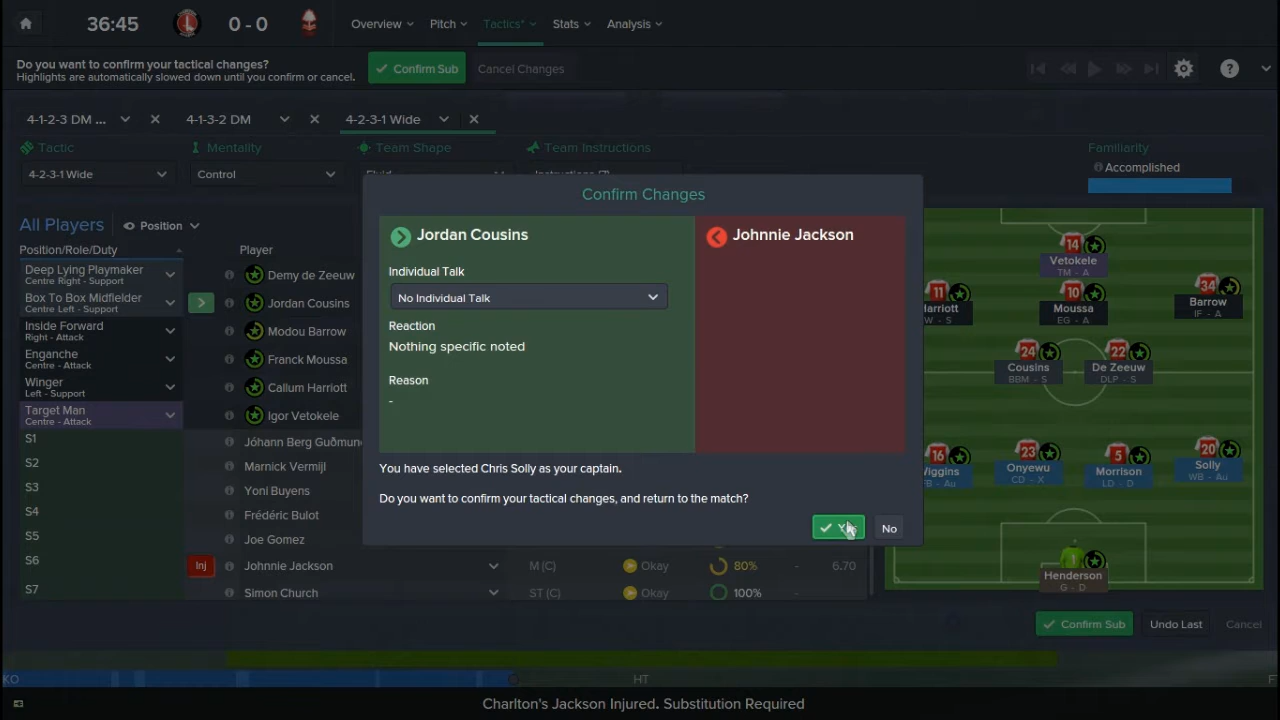 36:45
0 - 0
Overview
Pitch
Tactics*
Stats
Analysis
Do you want to confirm your tactical changes?
Highlights are automatically slowed down until you confirm or cancel.
Confirm Sub
Cancel Changes
?
4-1-2-3 DM ...
4-1-3-2 DM
4-2-3-1 Wide
Tactic
Mentality
Team Shape
Team Instructions
Familiarity
4-2-3-1 Wide
Control
Fluid
Accomplished
All Players
Position
Position/Role/Duty
Player
Deep Lying Playmaker
Centre Right - Support
Demy de Zeeuw
Box To Box Midfielder
Centre Left - Support
Jordan Cousins
Inside Forward
Right - Attack
Modou Barrow
Enganche
Centre - Attack
Franck Moussa
Winger
Left - Support
Callum Harriott
Target Man
Centre - Attack
Igor Vetokele
S1
Jóhann Berg Guðmun
S2
Marnick Vermijl
S3
Yoni Buyens
S4
Frédéric Bulot
S5
Joe Gomez
S6
Inj
Johnnie Jackson
M (C)
Okay
80%
-
6.70
S7
Simon Church
ST (C)
Okay
100%
-
Confirm Changes
Jordan Cousins
Johnnie Jackson
Individual Talk
No Individual Talk
Reaction
Nothing specific noted
Reason
-
You have selected Chris Solly as your captain.
Do you want to confirm your tactical changes, and return to the match?
No
14
Vetokele
TM - A
11
arriott
W - S
10
Moussa
EG - A
34
Barrow
IF - A
24
Cousins
BBM - S
22
De Zeeuw
DLP - S
16
Wiggins
FB - Au
23
Onyewu
CD - X
5
Morrison
LD - D
20
Solly
WB - Au
1
Henderson
G - D
Confirm Sub
Undo Last
Cancel
KO
HT
F
Charlton's Jackson Injured. Substitution Required